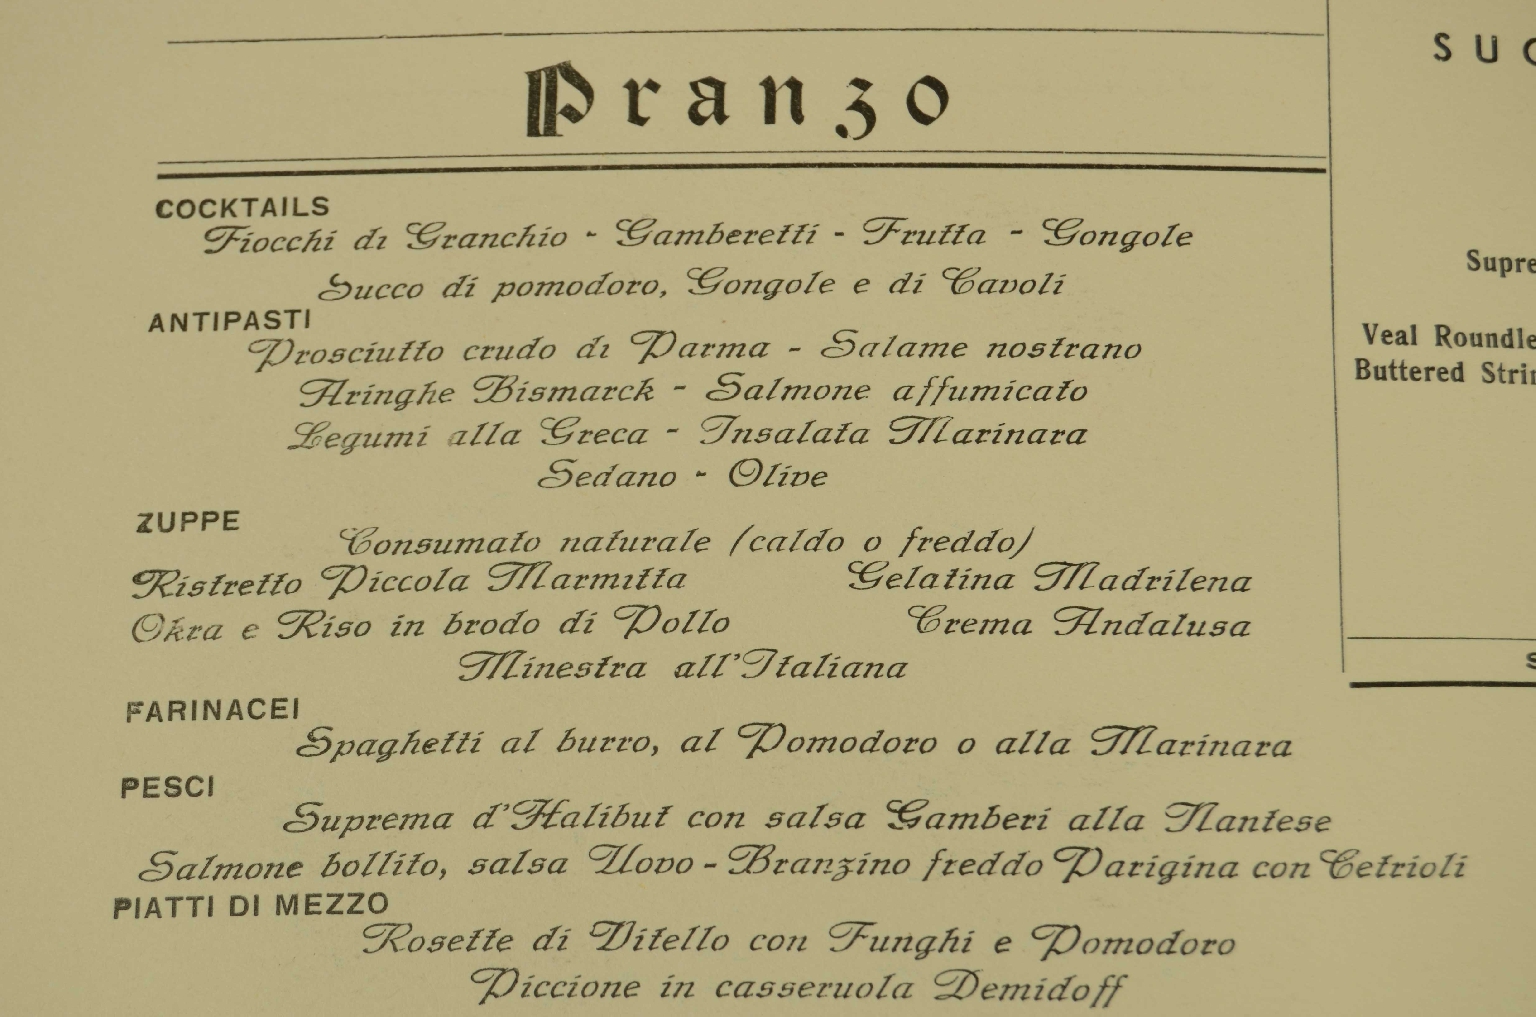 Pranzo
COCKTAILS
Fiocchi di Granchio - Gamberetti - Frutta - Gongole
Succo di pomodoro, Gongole e di Cavoli
ANTIPASTI
Prosciutto crudo di Parma - Salame nostrano
Aringhe Bismarck - Salmone affumicato
Legumi alla Greca - Insalata Marinara
Sedano - Olive
ZUPPE
Consumato naturale (caldo o freddo)
Ristretto Piccola Marmitta Gelatina Madrilena
Okra e Riso in brodo di Pollo Crema Andalusa
Minestra all'Italiana
FARINACEI
Spaghetti al burro, al Pomodoro o alla Marinara
PESCI
Suprema d'Halibut con salsa Gamberi alla Nantese
Salmone bollito, salsa Uovo - Branzino freddo Parigina con Cetrioli
PIATTI DI MEZZO
Rosette di Vitello con Funghi e Pomodoro
Piccione in casseruola Demidoff
SU
Supre
Veal Roundle
Buttered Strin